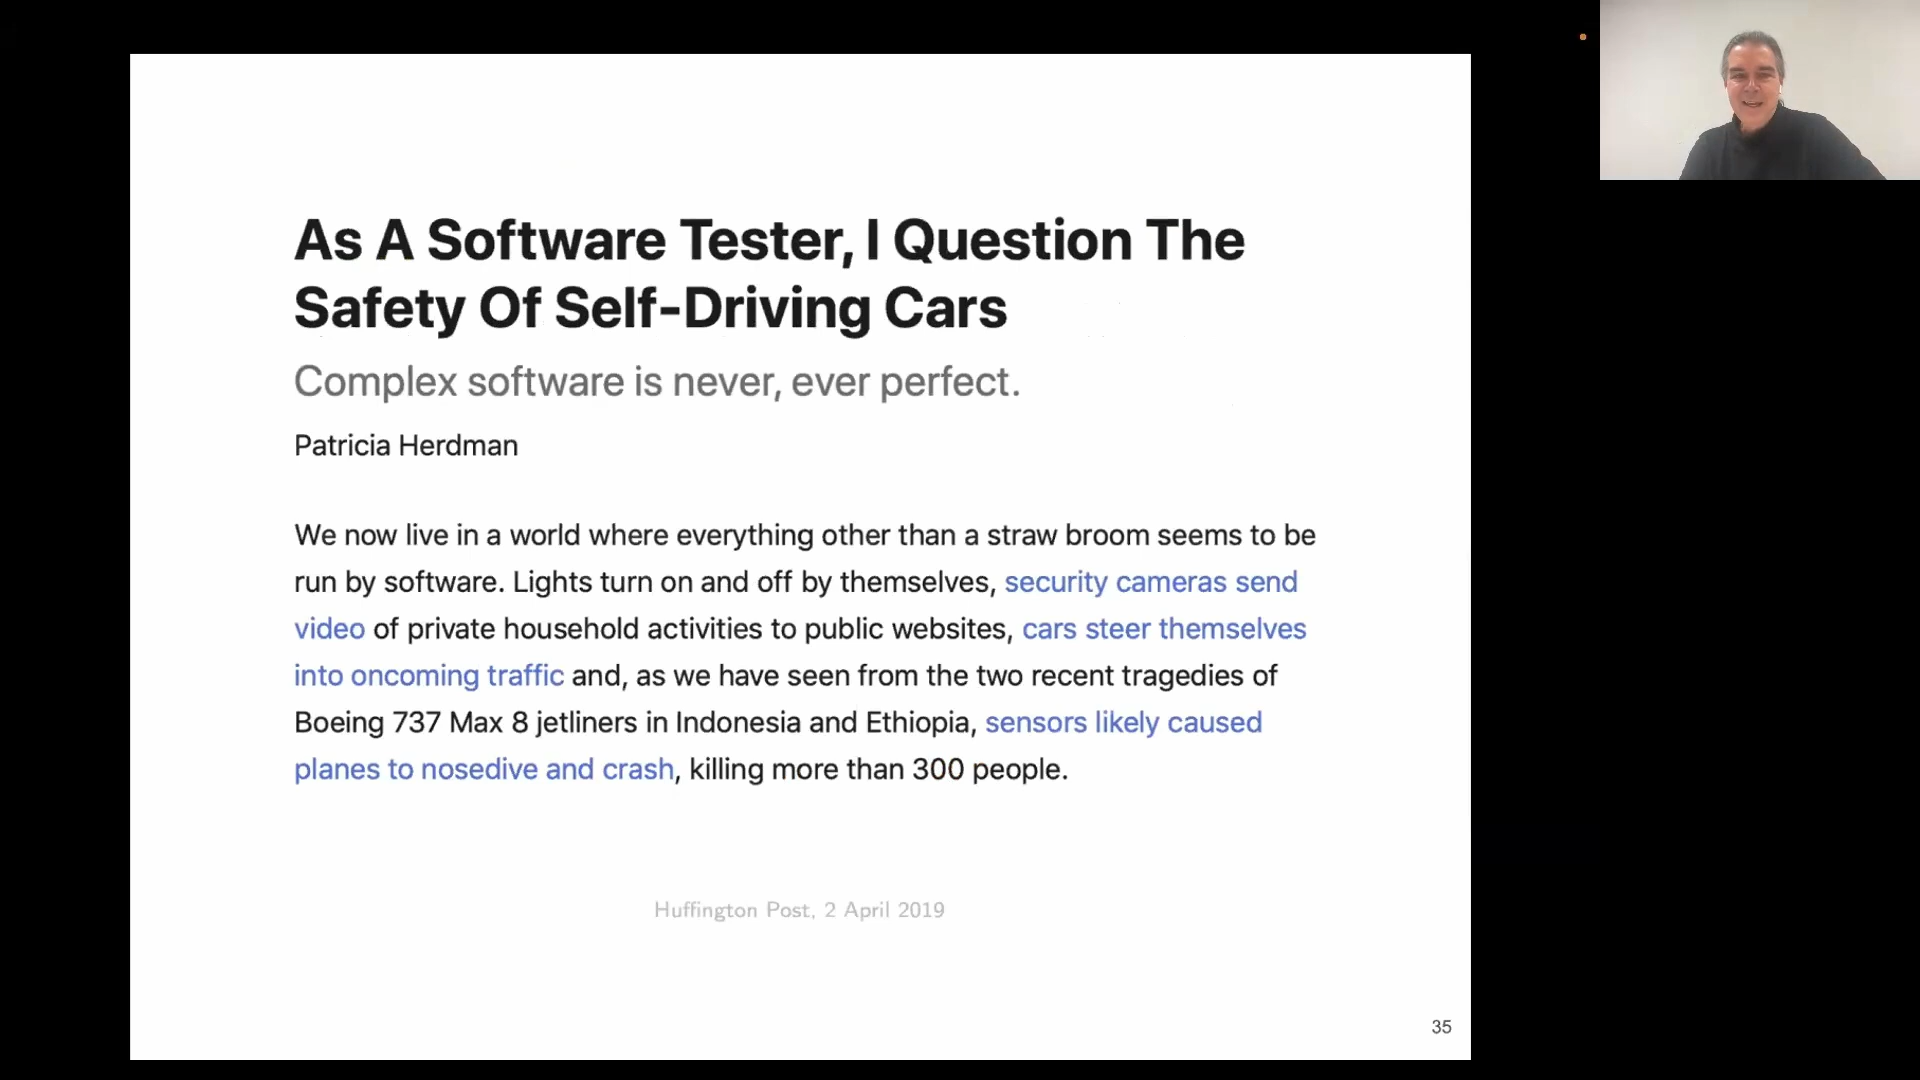 As A Software Tester, I Question The
Safety Of Self-Driving Cars
Complex software is never, ever perfect.
Patricia Herdman
We now live in a world where everything other than a straw broom seems to be
run by software. Lights turn on and off by themselves, security cameras send
video of private household activities to public websites, cars steer themselves
into oncoming traffic and, as we have seen from the two recent tragedies of
Boeing 737 Max 8 jetliners in Indonesia and Ethiopia, sensors likely caused
planes to nosedive and crash, killing more than 300 people.
Huffington Post, 2 April 2019
35